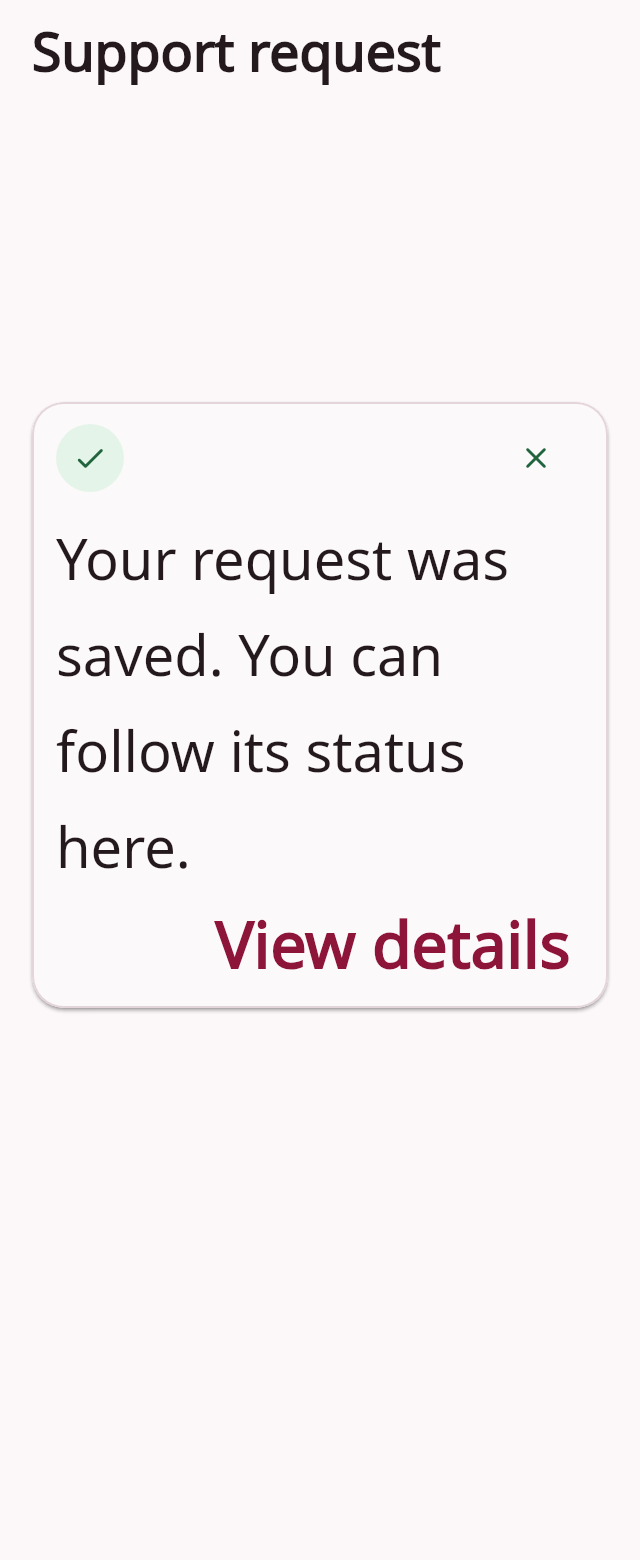 Support request
Your request was
saved. You can
follow its status
here.
View details